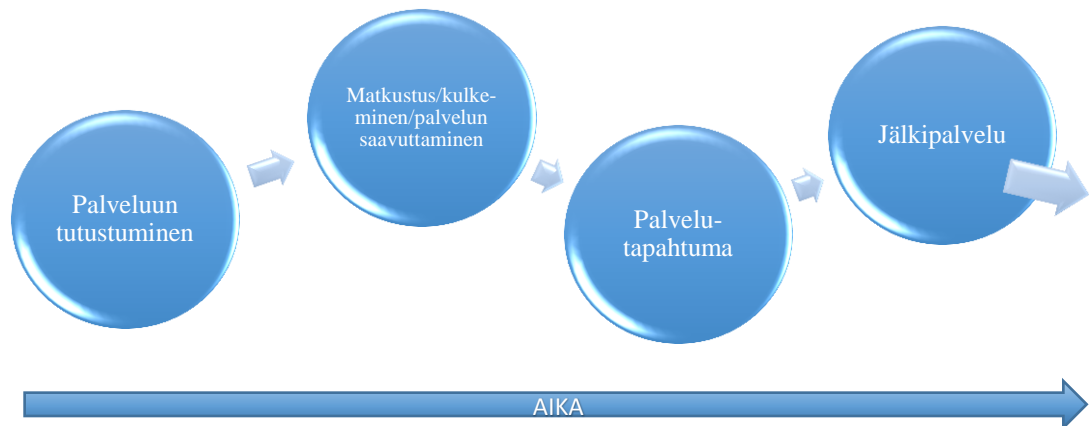 Palveluun
tutustuminen
Matkustus/kulke-
minen/palvelun
saavuttaminen
Palvelu-
tapahtuma
Jälkipalvelu
AIKA